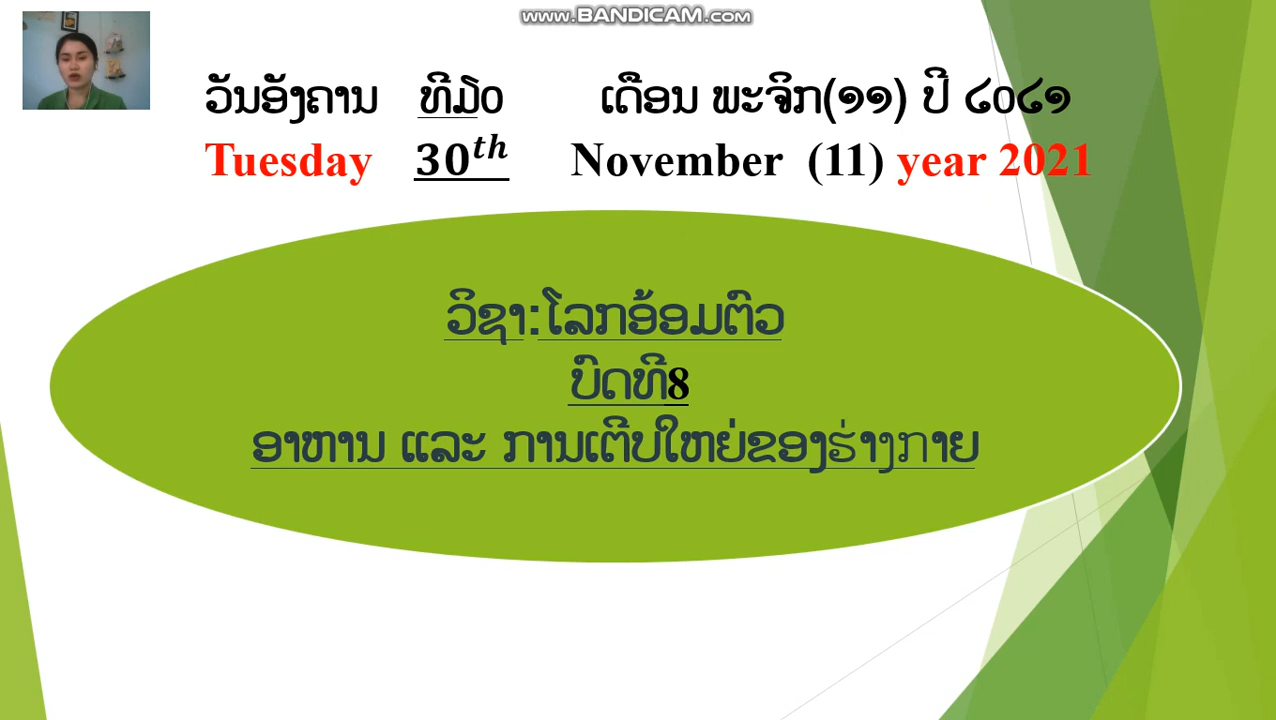 www.BANDICAM.com
ວັນອັງຄານ ທີ໓໐ ເດືອນ ພະຈິກ(໑໑) ປີ ໒໐໒໑
Tuesday 30th November (11) year 2021
ວິຊາ:ໂລກອ້ອມຕົວ
ບົດທີ8
ອາຫານ ແລະ ການເຕີບໃຫຍ່ຂອງຮ່າງກາຍ